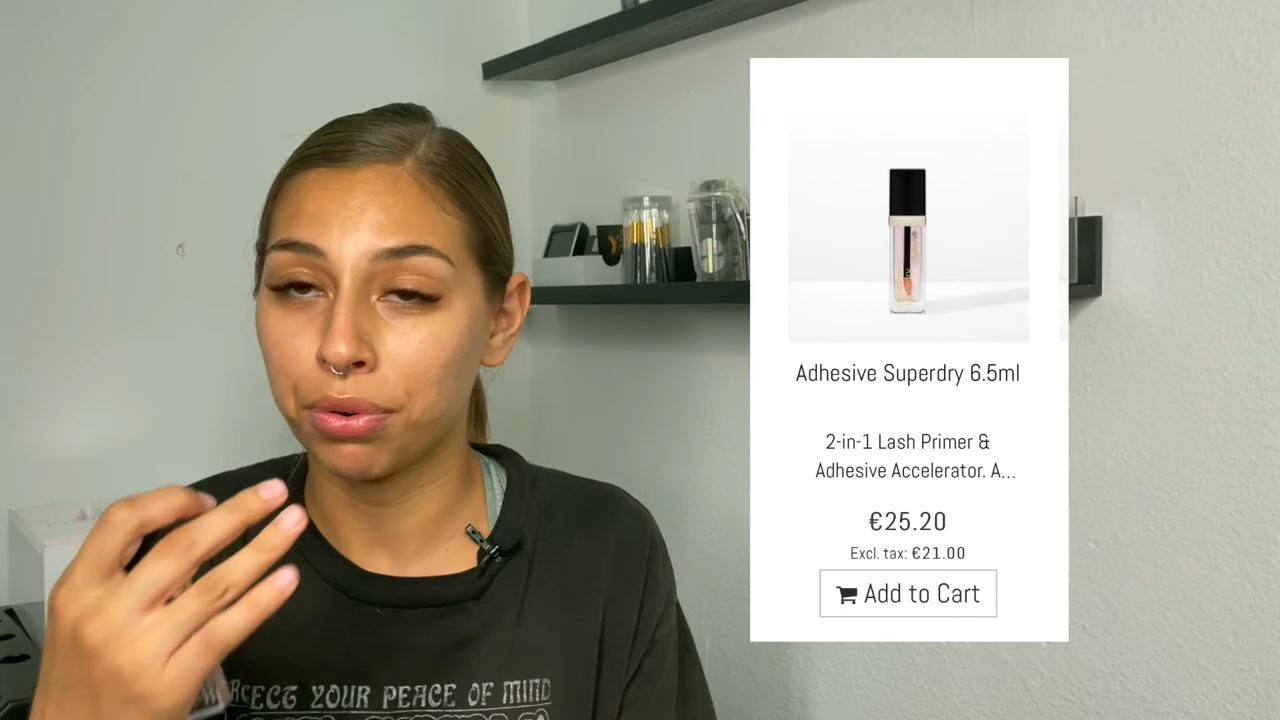 Adhesive Superdry 6.5ml
2-in-1 Lash Primer &
Adhesive Accelerator. A...
€25.20
Excl. tax: €21.00
Add to Cart
YOUR PEACE OF MIND